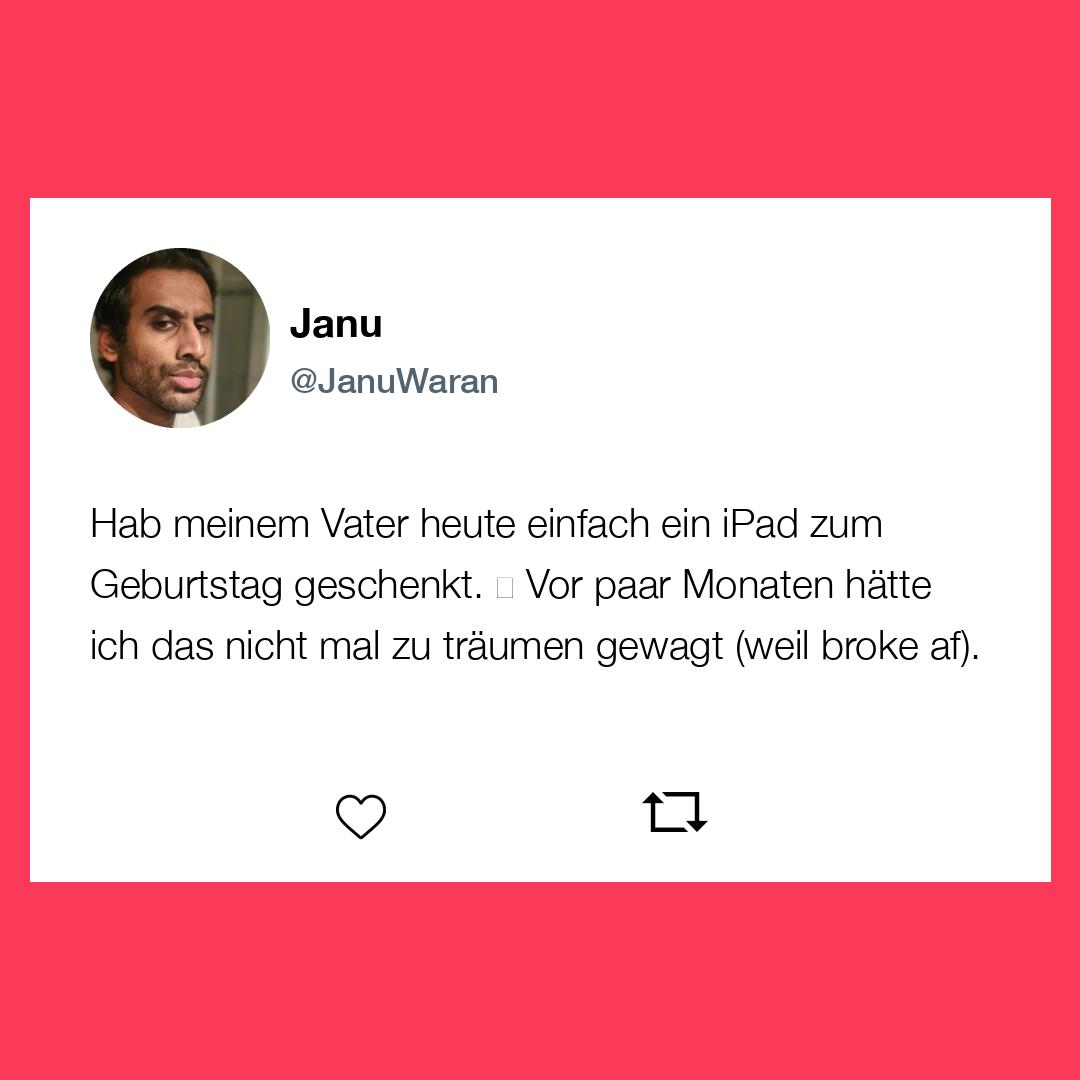 Janu
@JanuWaran
Hab meinem Vater heute einfach ein iPad zum
Geburtstag geschenkt. □ Vor paar Monaten hätte
ich das nicht mal zu träumen gewagt (weil broke af).